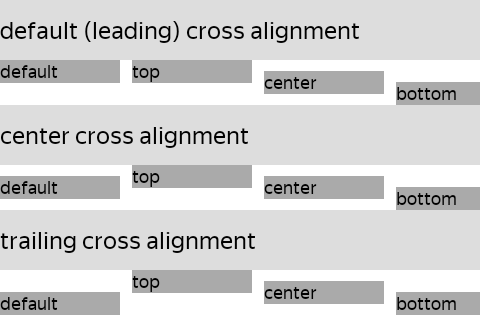 default (leading) cross alignment
default
top
center
bottom
center cross alignment
default
top
center
bottom
trailing cross alignment
default
top
center
bottom